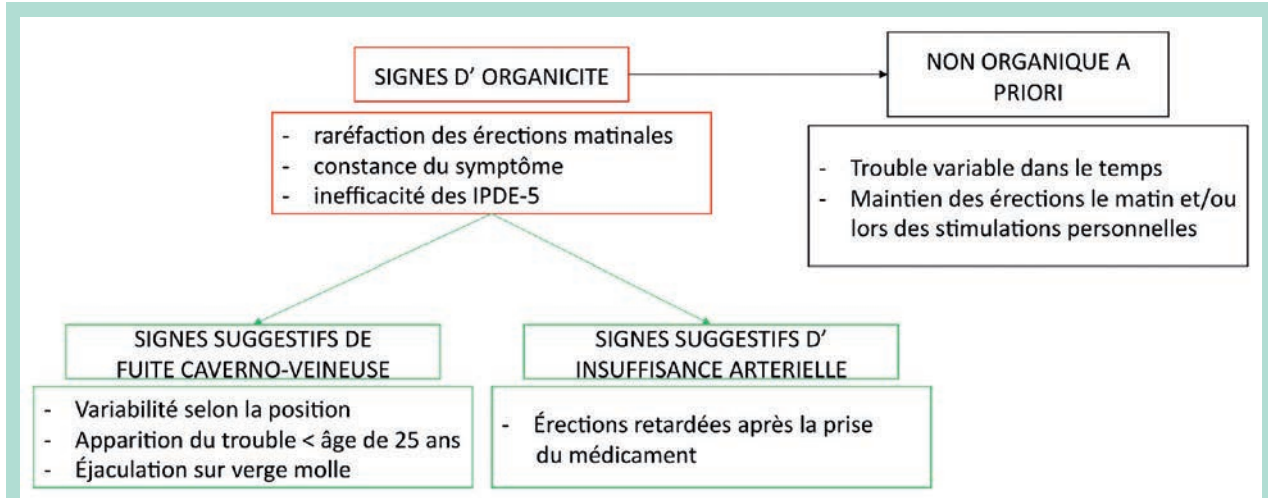 SIGNES D' ORGANICITE
- raréfaction des érections matinales
- constance du symptôme
- inefficacité des IPDE-5
NON ORGANIQUE A
PRIORI
- Trouble variable dans le temps
- Maintien des érections le matin et/ou
lors des stimulations personnelles
SIGNES SUGGESTIFS DE
FUITE CAVERNO-VEINEUSE
- Variabilité selon la position
- Apparition du trouble < âge de 25 ans
- Éjaculation sur verge molle
SIGNES SUGGESTIFS D'
INSUFFISANCE ARTERIELLE
- Érections retardées après la prise
du médicament